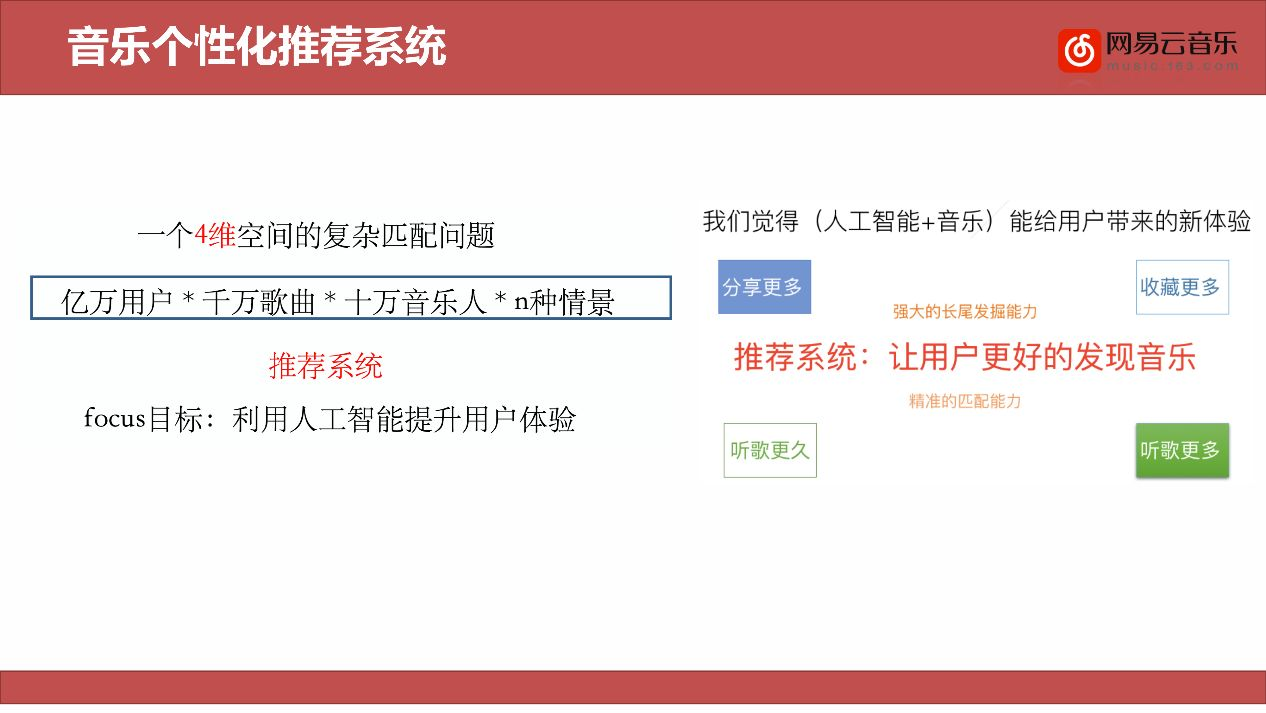 音乐个性化推荐系统
网易云音乐
music.163.com
一个4维空间的复杂匹配问题
亿万用户 * 千万歌曲 * 十万音乐人 * n种情景
推荐系统
focus目标：利用人工智能提升用户体验
我们觉得（人工智能+音乐）能给用户带来的新体验
分享更多
收藏更多
强大的长尾发掘能力
推荐系统：让用户更好的发现音乐
精准的匹配能力
听歌更久
听歌更多